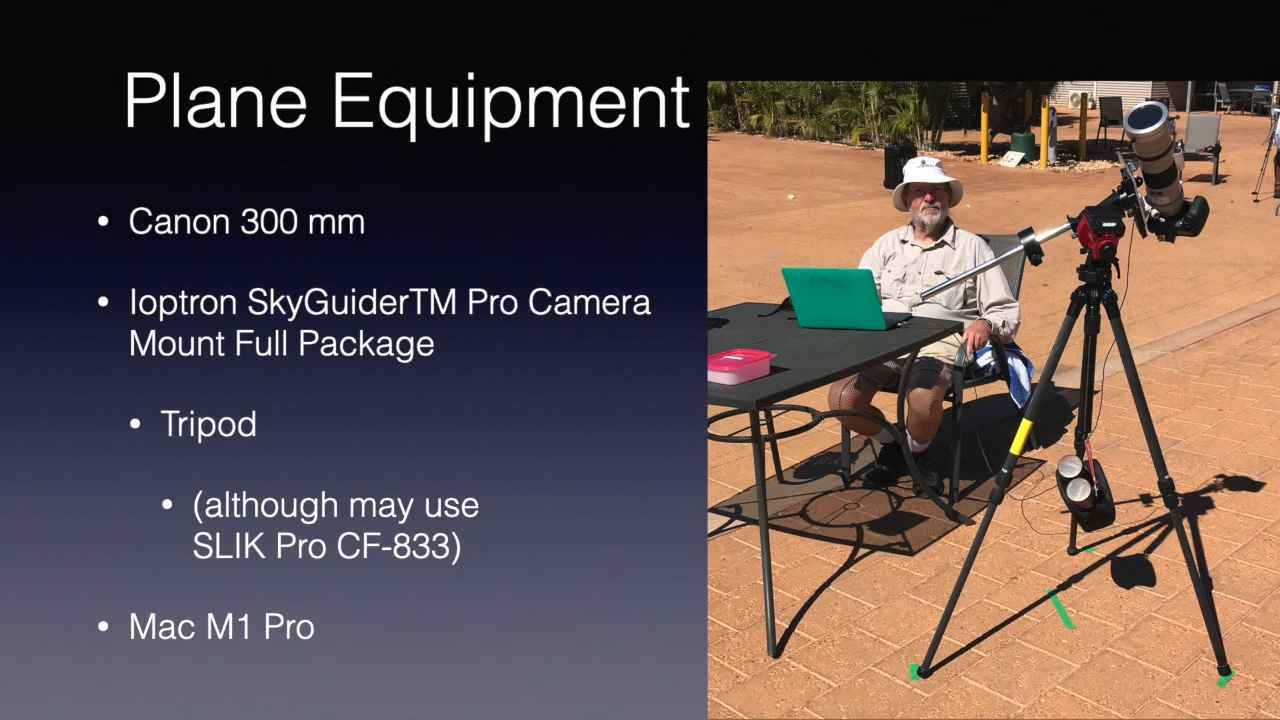 Plane Equipment
• Canon 300 mm
• Ioptron SkyGuiderTM Pro Camera
Mount Full Package
• Tripod
• (although may use
SLIK Pro CF-833)
• Mac M1 Pro